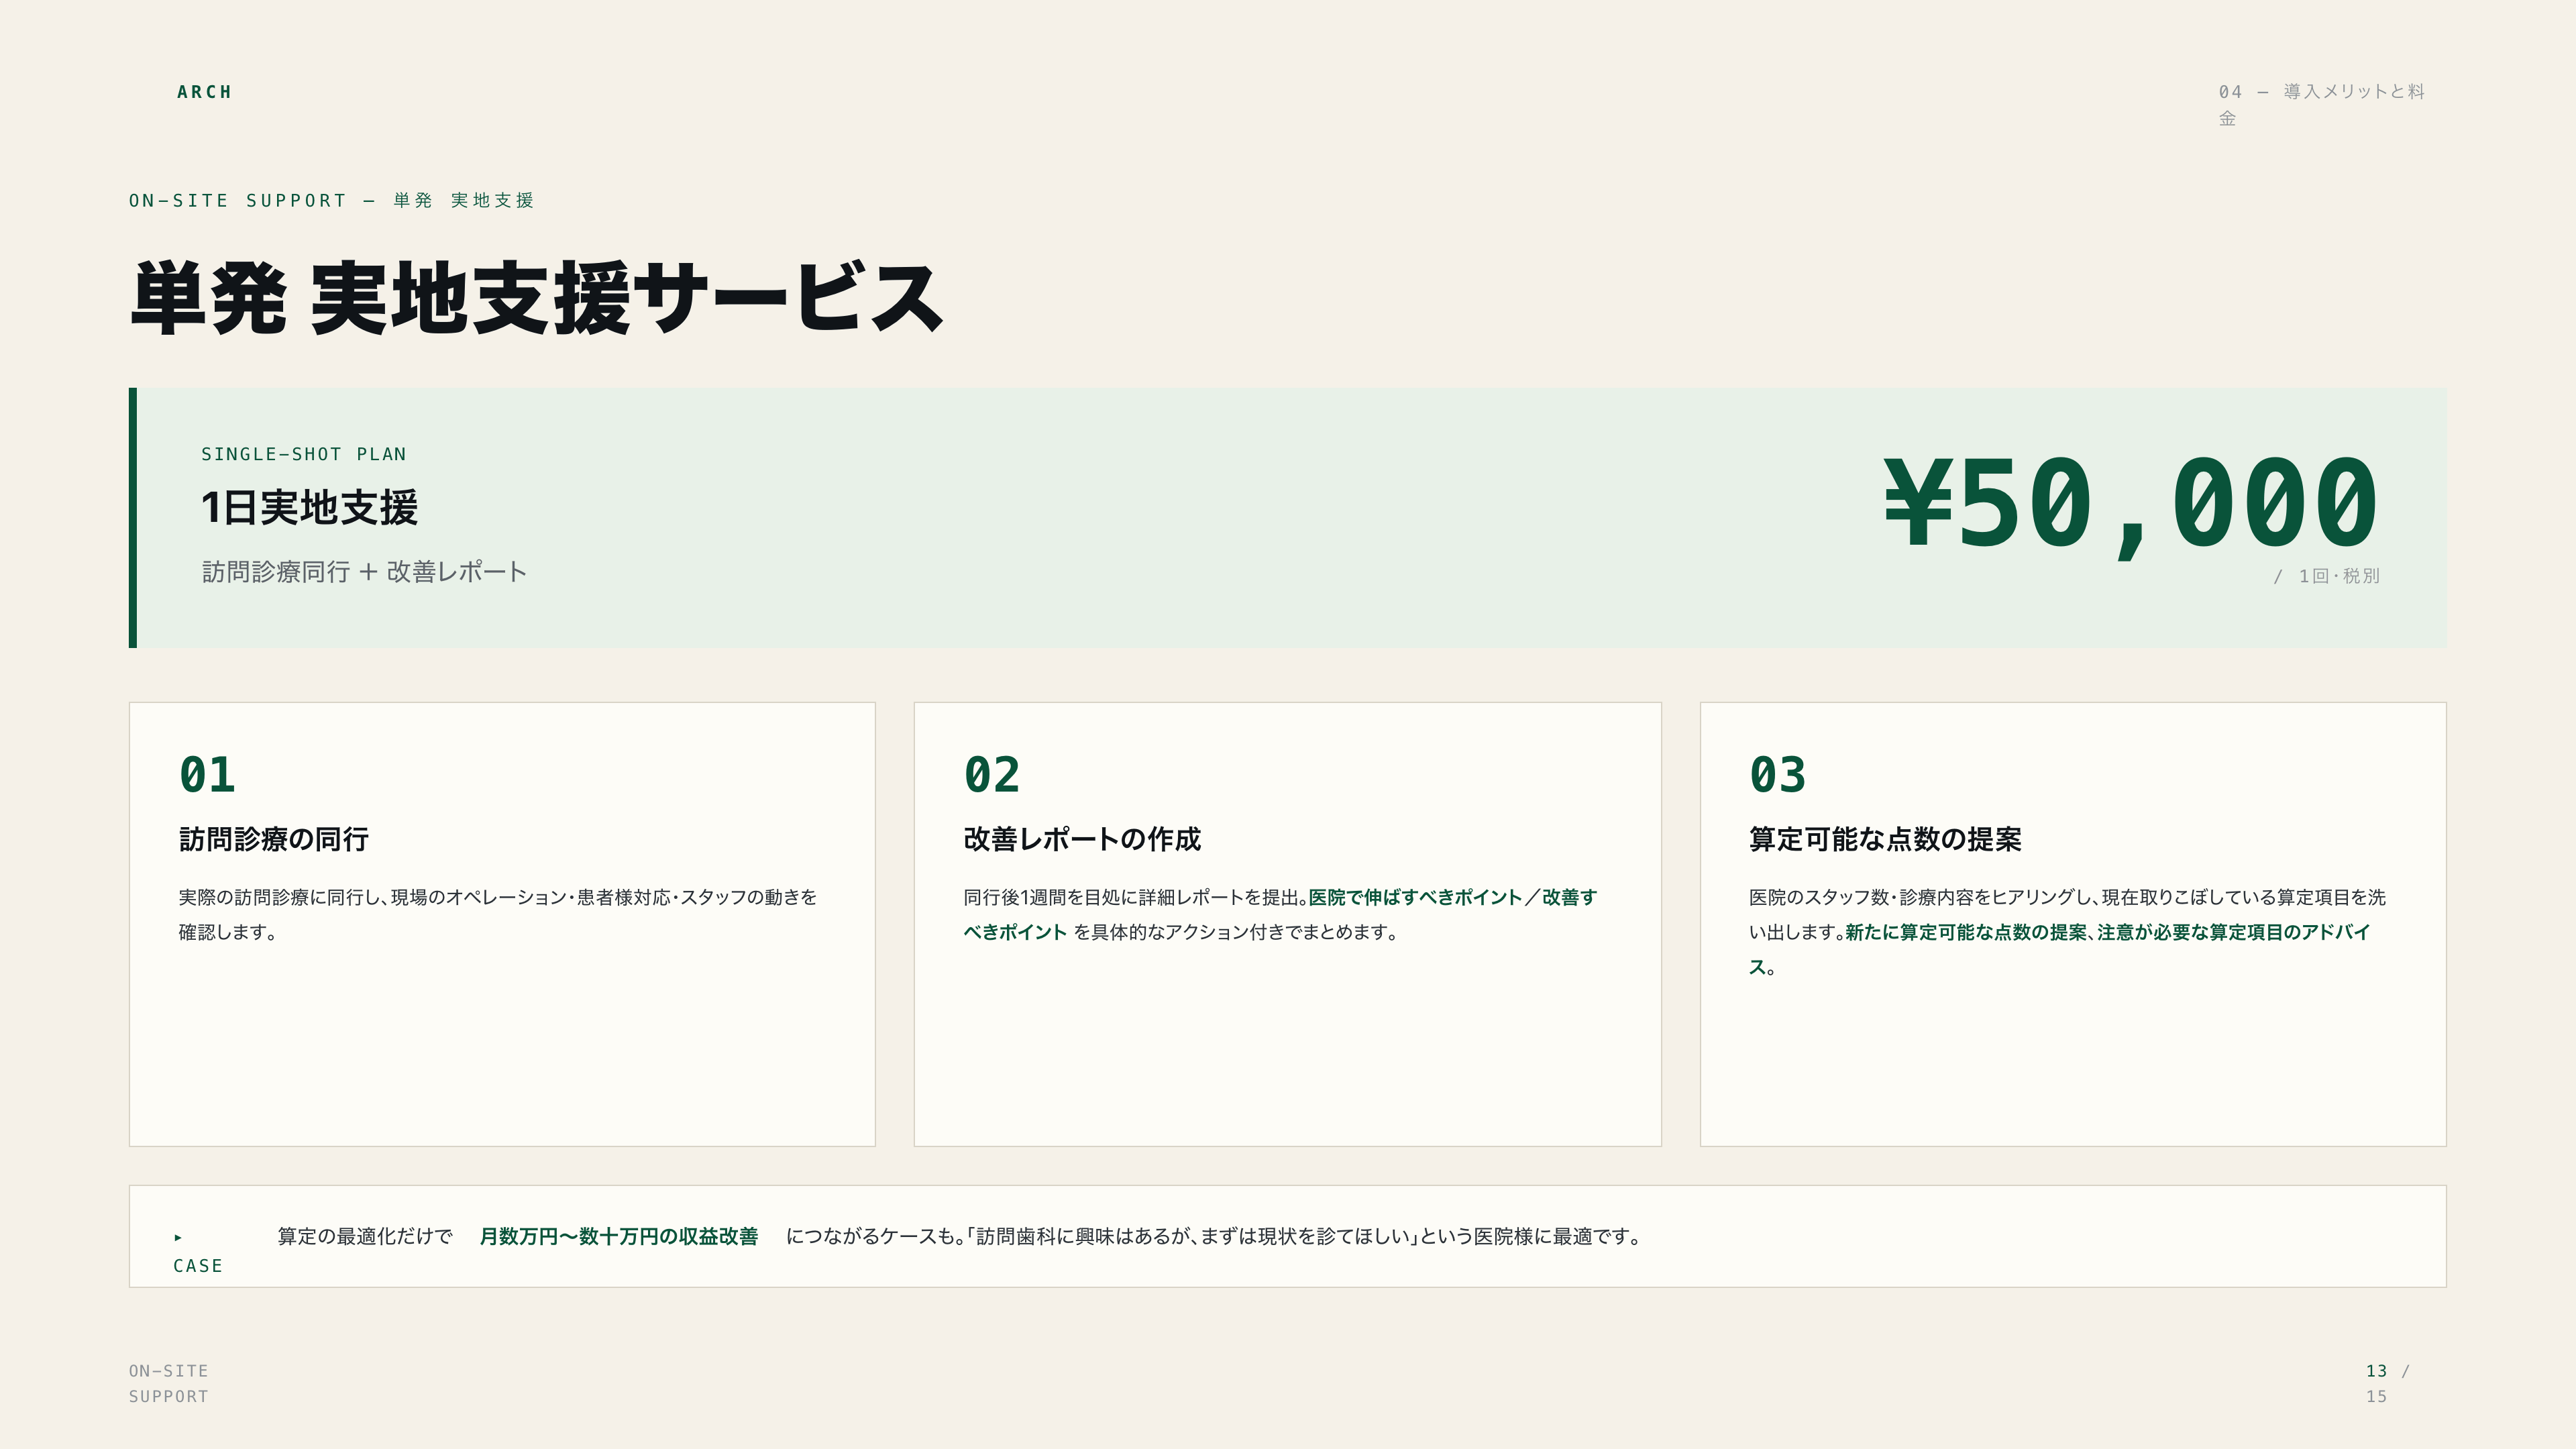 ARCH
04 — 導入メリットと料
金
ON-SITE SUPPORT — 単発 実地支援
単発 実地支援サービス
SINGLE-SHOT PLAN
1日実地支援
訪問診療同行 ＋ 改善レポート
¥50,000
/ 1回・税別
01
訪問診療の同行
実際の訪問診療に同行し、現場のオペレーション・患者様対応・スタッフの動きを
確認します。
02
改善レポートの作成
同行後1週間を目処に詳細レポートを提出。医院で伸ばすべきポイント／改善す
べきポイント を具体的なアクション付きでまとめます。
03
算定可能な点数の提案
医院のスタッフ数・診療内容をヒアリングし、現在取りこぼしている算定項目を洗
い出します。新たに算定可能な点数の提案、注意が必要な算定項目のアドバイ
ス。
▸
CASE
算定の最適化だけで 月数万円〜数十万円の収益改善 につながるケースも。「訪問歯科に興味はあるが、まずは現状を診てほしい」という医院様に最適です。
ON-SITE
SUPPORT
13 /
15